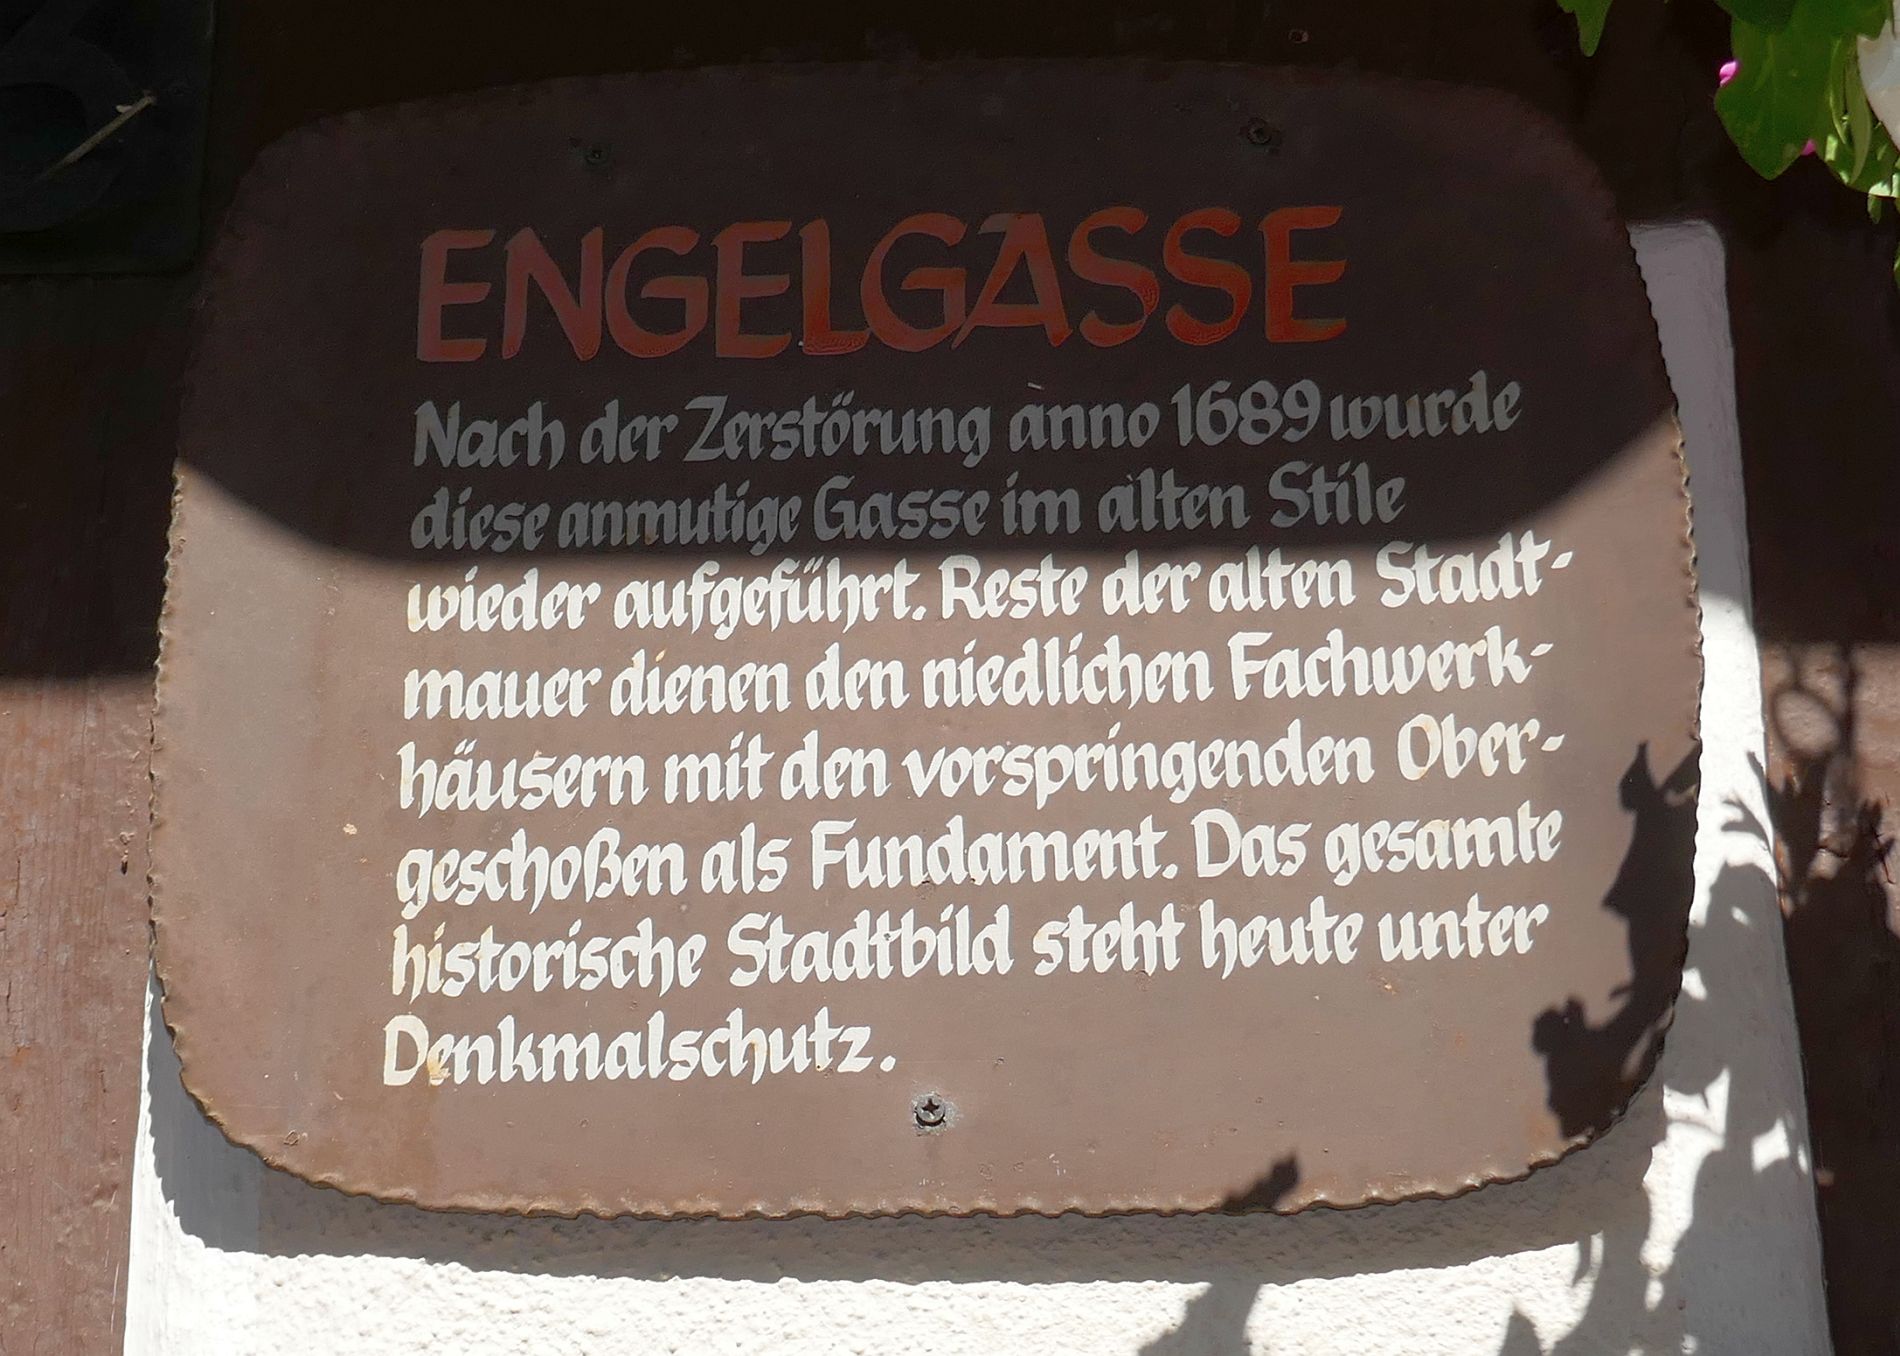 ENGELGASSE
Nach der Zerstörung anno 1689 wurde
diese anmutige Gasse im alten Stile
wieder aufgeführt. Reste der alten Stadt-
mauer dienen den niedlichen Fachwerk-
häusern mit den vorspringenden Ober-
geschoßen als Fundament. Das gesamte
historische Stadtbild steht heute unter
Denkmalschutz.